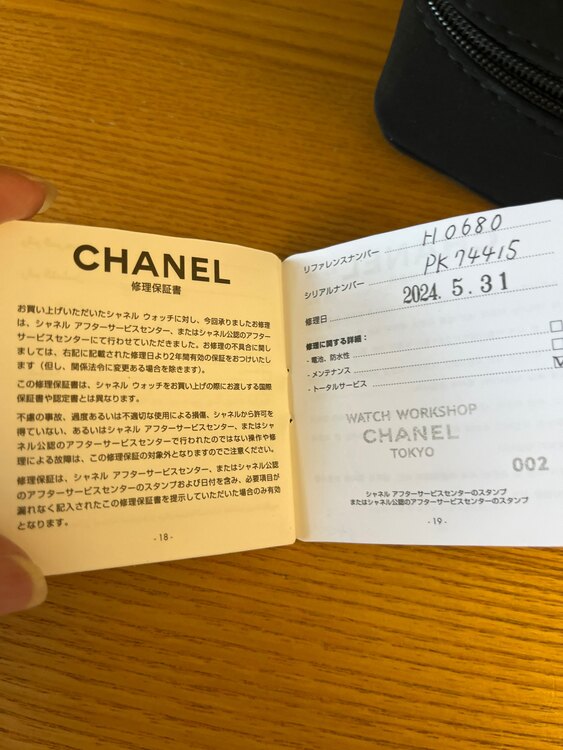 CHANEL
修理保証書
お買い上げいただいたシャネル ウォッチに対し、今回承りましたお修理
は、シャネル アフターサービスセンター、またはシャネル公認のアフター
サービスセンターにて行わせていただきました。お修理の不具合に関し
ましては、右記に記載された修理日より2年間有効の保証をおつけいたし
ます（但し、関係法令に変更ある場合を除きます）。
この修理保証書は、シャネル ウォッチをお買い上げの際にお渡しする国際
保証書や認定書とは異なります。
不慮の事故、過度あるいは不適切な使用による損傷、シャネルから許可を
得ていない、あるいはシャネル アフターサービスセンター、またはシャ
ネル公認のアフターサービスセンターで行われたのではない操作や修
理による故障は、この修理保証の対象外となりますのでご注意ください。
修理保証は、シャネル アフターサービスセンター、またはシャネル公認
のアフターサービスセンターのスタンプおよび日付を含み、必要項目が
漏れなく記入されたこの修理保証書を提示していただいた場合のみ有効
となります。
- 18 -
リファレンスナンバー H0680
シリアルナンバー PK74415
修理日 2024. 5. 31
修理に関する詳細：
- 電池、防水性
- メンテナンス
- トータルサービス
WATCH WORKSHOP
CHANEL
TOKYO
002
シャネル アフターサービスセンターのスタンプ
またはシャネル公認のアフターサービスセンターのスタンプ
- 19 -